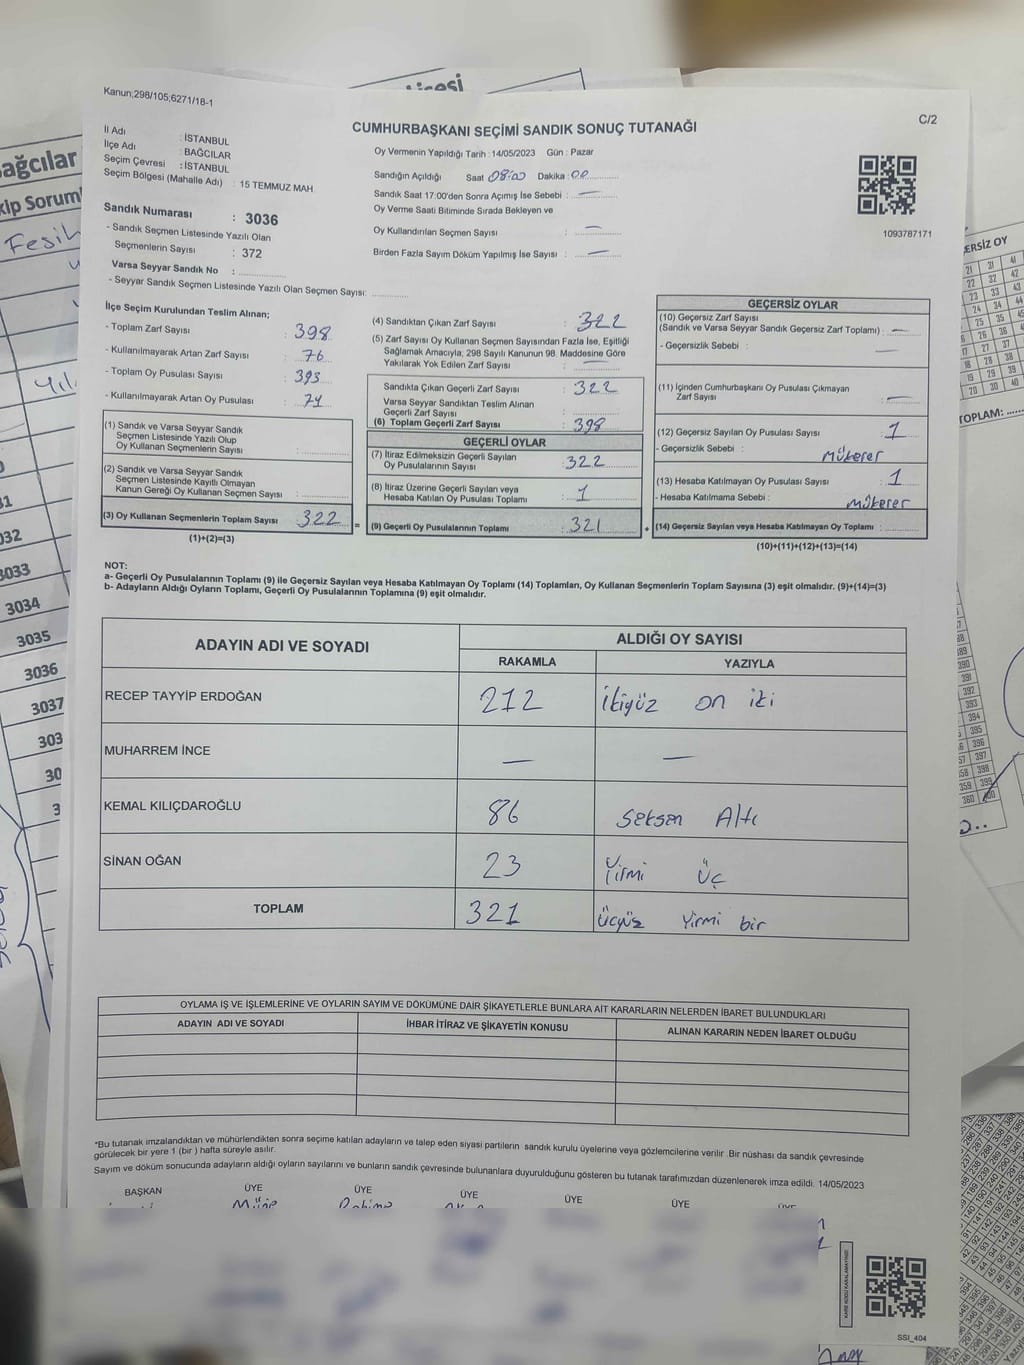 Kanun;298/105;6271/18-1
C/2
CUMHURBAŞKANI SEÇİMİ SANDIK SONUÇ TUTANAĞI
İl Adı : İSTANBUL
İlçe Adı : BAĞCILAR
Seçim Çevresi : İSTANBUL
Seçim Bölgesi (Mahalle Adı) : 15 TEMMUZ MAH
Sandık Numarası : 3036
- Sandık Seçmen Listesinde Yazılı Olan
Seçmenlerin Sayısı : 372
Varsa Seyyar Sandık No :
- Seyyar Sandık Seçmen Listesinde Yazılı Olan Seçmen Sayısı:
Oy Vermenin Yapıldığı Tarih : 14/05/2023 Gün : Pazar
Sandığın Açıldığı Saat 08:00 Dakika : 00
Sandık Saat 17:00'den Sonra Açımış İse Sebebi : —
Oy Verme Saati Bitiminde Sırada Bekleyen ve
Oy Kullandırılan Seçmen Sayısı : —
Birden Fazla Sayım Döküm Yapılmış İse Sayısı : —
1093787171
İlçe Seçim Kurulundan Teslim Alınan;
- Toplam Zarf Sayısı : 398
- Kullanılmayarak Artan Zarf Sayısı : 76
- Toplam Oy Pusulası Sayısı : 393
- Kullanılmayarak Artan Oy Pusulası : 71
(1) Sandık ve Varsa Seyyar Sandık
Seçmen Listesinde Yazılı Olup
Oy Kullanan Seçmenlerin Sayısı :
(2) Sandık ve Varsa Seyyar Sandık
Seçmen Listesinde Kayıtlı Olmayan
Kanun Gereği Oy Kullanan Seçmen Sayısı :
(3) Oy Kullanan Seçmenlerin Toplam Sayısı 322
(1)+(2)=(3)
(4) Sandıktan Çıkan Zarf Sayısı : 322
(5) Zarf Sayısı Oy Kullanan Seçmen Sayısından Fazla İse, Eşitliği
Sağlamak Amacıyla; 298 Sayılı Kanunun 98. Maddesine Göre
Yakılarak Yok Edilen Zarf Sayısı : —
Sandıkta Çıkan Geçerli Zarf Sayısı : 322
Varsa Seyyar Sandıktan Teslim Alınan
Geçerli Zarf Sayısı :
(6) Toplam Geçerli Zarf Sayısı : 398
GEÇERLİ OYLAR
(7) İtiraz Edilmeksizin Geçerli Sayılan
Oy Pusulalarının Sayısı : 322
(8) İtiraz Üzerine Geçerli Sayılan veya
Hesaba Katılan Oy Pusulası Toplamı : 1
= (9) Geçerli Oy Pusulalarının Toplamı : 321
GEÇERSİZ OYLAR
(10) Geçersiz Zarf Sayısı
(Sandık ve Varsa Seyyar Sandık Geçersiz Zarf Toplamı) : —
- Geçersizlik Sebebi : —
(11) İçinden Cumhurbaşkanı Oy Pusulası Çıkmayan
Zarf Sayısı : —
(12) Geçersiz Sayılan Oy Pusulası Sayısı : 1
- Geçersizlik Sebebi : mükerer
(13) Hesaba Katılmayan Oy Pusulası Sayısı : 1
- Hesaba Katılmama Sebebi : mükerer
+ (14) Geçersiz Sayılan veya Hesaba Katılmayan Oy Toplamı :
(10)+(11)+(12)+(13)=(14)
NOT:
a- Geçerli Oy Pusulalarının Toplamı (9) ile Geçersiz Sayılan veya Hesaba Katılmayan Oy Toplamı (14) Toplamları, Oy Kullanan Seçmenlerin Toplam Sayısına (3) eşit olmalıdır. (9)+(14)=(3)
b- Adayların Aldığı Oyların Toplamı, Geçerli Oy Pusulalarının Toplamına (9) eşit olmalıdır.
ADAYIN ADI VE SOYADI
ALDIĞI OY SAYISI
RAKAMLA YAZIYLA
RECEP TAYYİP ERDOĞAN 212 ikiyüz on iki
MUHARREM İNCE — —
KEMAL KILIÇDAROĞLU 86 seksen Altı
SİNAN OĞAN 23 Yirmi Üç
TOPLAM 321 üçyüz yirmi bir
OYLAMA İŞ VE İŞLEMLERİNE VE OYLARIN SAYIM VE DÖKÜMÜNE DAİR ŞİKAYETLERLE BUNLARA AİT KARARLARIN NELERDEN İBARET BULUNDUKLARI
ADAYIN ADI VE SOYADI İHBAR İTİRAZ VE ŞİKAYETİN KONUSU ALINAN KARARIN NEDEN İBARET OLDUĞU
*Bu tutanak imzalandıktan ve mühürlendikten sonra seçime katılan adayların ve talep eden siyasi partilerin sandık kurulu üyelerine veya gözlemcilerine verilir .Bir nüshası da sandık çevresinde
görülecek bir yere 1 (bir ) hafta süreyle asılır.
Sayım ve döküm sonucunda adayların aldığı oyların sayılarını ve bunların sandık çevresinde bulunanlara duyurulduğunu gösteren bu tutanak tarafımızdan düzenlenerek imza edildi. 14/05/2023
BAŞKAN ÜYE ÜYE ÜYE ÜYE ÜYE ÜYE
SSI_404
ağcılar
Fesih
3033
3034
3035
3036
3037
ERSİZ OY
TOPLAM: